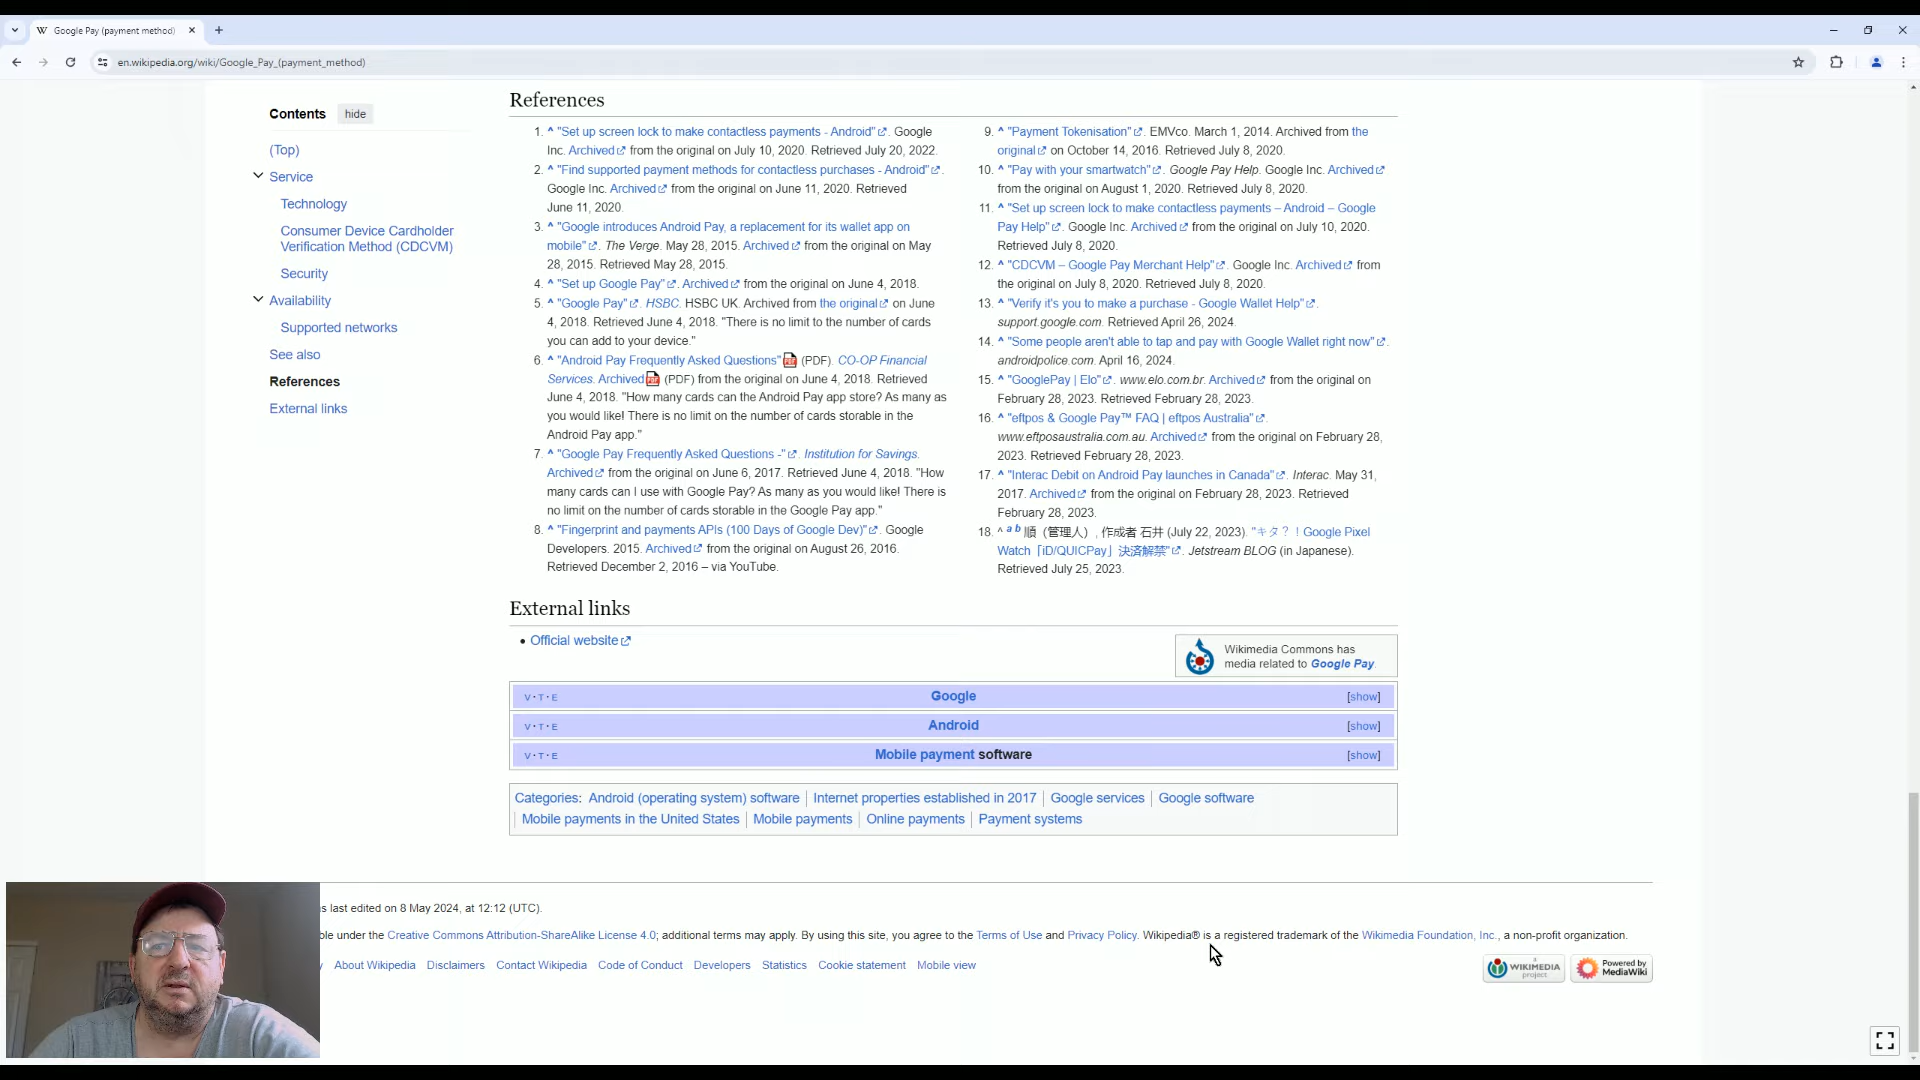 Google Pay (payment method)
en.wikipedia.org/wiki/Google_Pay_(payment_method)
Contents hide
(Top)
Service
Technology
Consumer Device Cardholder
Verification Method (CDCVM)
Security
Availability
Supported networks
See also
References
External links
References
1. ^ "Set up screen lock to make contactless payments - Android". Google
Inc. Archived from the original on July 10, 2020. Retrieved July 20, 2022.
2. ^ "Find supported payment methods for contactless purchases - Android".
Google Inc. Archived from the original on June 11, 2020. Retrieved
June 11, 2020.
3. ^ "Google introduces Android Pay, a replacement for its wallet app on
mobile". The Verge. May 28, 2015. Archived from the original on May
28, 2015. Retrieved May 28, 2015.
4. ^ "Set up Google Pay". Archived from the original on June 4, 2018.
5. ^ "Google Pay". HSBC. HSBC UK. Archived from the original on June
4, 2018. Retrieved June 4, 2018. "There is no limit to the number of cards
you can add to your device."
6. ^ "Android Pay Frequently Asked Questions" (PDF). CO-OP Financial
Services. Archived (PDF) from the original on June 4, 2018. Retrieved
June 4, 2018. "How many cards can the Android Pay app store? As many as
you would like! There is no limit on the number of cards storable in the
Android Pay app."
7. ^ "Google Pay Frequently Asked Questions -". Institution for Savings.
Archived from the original on June 6, 2017. Retrieved June 4, 2018. "How
many cards can I use with Google Pay? As many as you would like! There is
no limit on the number of cards storable in the Google Pay app."
8. ^ "Fingerprint and payments APIs (100 Days of Google Dev)". Google
Developers. 2015. Archived from the original on August 26, 2016.
Retrieved December 2, 2016 – via YouTube.
9. ^ "Payment Tokenisation". EMVco. March 1, 2014. Archived from the
original on October 14, 2016. Retrieved July 8, 2020.
10. ^ "Pay with your smartwatch". Google Pay Help. Google Inc. Archived
from the original on August 1, 2020. Retrieved July 8, 2020.
11. ^ "Set up screen lock to make contactless payments – Android – Google
Pay Help". Google Inc. Archived from the original on July 10, 2020.
Retrieved July 8, 2020.
12. ^ "CDCVM – Google Pay Merchant Help". Google Inc. Archived from
the original on July 8, 2020. Retrieved July 8, 2020.
13. ^ "Verify it's you to make a purchase - Google Wallet Help".
support.google.com. Retrieved April 26, 2024.
14. ^ "Some people aren't able to tap and pay with Google Wallet right now".
androidpolice.com. April 16, 2024.
15. ^ "GooglePay | Elo". www.elo.com.br. Archived from the original on
February 28, 2023. Retrieved February 28, 2023.
16. ^ "eftpos & Google Pay™ FAQ | eftpos Australia".
www.eftposaustralia.com.au. Archived from the original on February 28,
2023. Retrieved February 28, 2023.
17. ^ "Interac Debit on Android Pay launches in Canada". Interac. May 31,
2017. Archived from the original on February 28, 2023. Retrieved
February 28, 2023.
18. ^ a b 順（管理人）, 作成者 石井 (July 22, 2023). "キタ？！Google Pixel
Watch「iD/QUICPay」決済解禁". Jetstream BLOG (in Japanese).
Retrieved July 25, 2023.
External links
• Official website
Wikimedia Commons has
media related to Google Pay.
V·T·E Google [show]
V·T·E Android [show]
V·T·E Mobile payment software [show]
Categories: Android (operating system) software | Internet properties established in 2017 | Google services | Google software
| Mobile payments in the United States | Mobile payments | Online payments | Payment systems
s last edited on 8 May 2024, at 12:12 (UTC).
ble under the Creative Commons Attribution-ShareAlike License 4.0; additional terms may apply. By using this site, you agree to the Terms of Use and Privacy Policy. Wikipedia® is a registered trademark of the Wikimedia Foundation, Inc., a non-profit organization.
y About Wikipedia Disclaimers Contact Wikipedia Code of Conduct Developers Statistics Cookie statement Mobile view
A
WIKIMEDIA
project
Powered by
MediaWiki